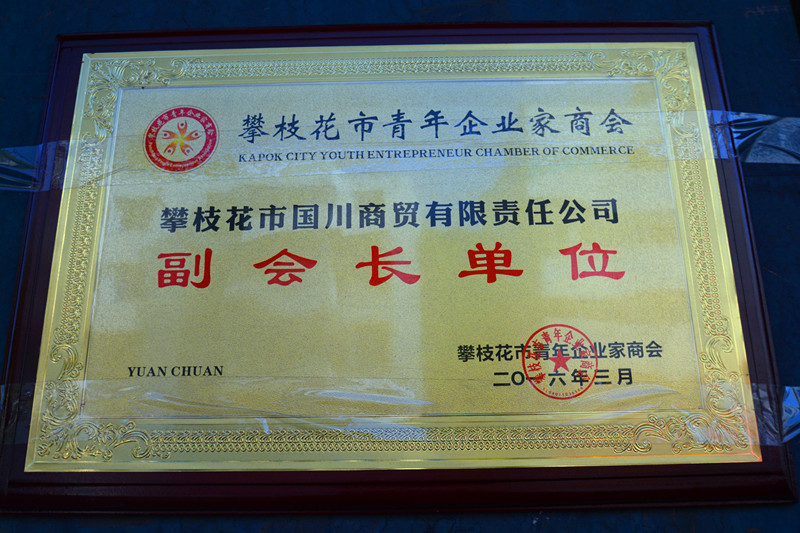 攀枝花市青年企业家商会
KAPOK CITY YOUTH ENTREPRENEUR CHAMBER OF COMMERCE
攀枝花市国川商贸有限责任公司
副会长单位
YUAN CHUAN
攀枝花市青年企业家商会
二〇一六年三月